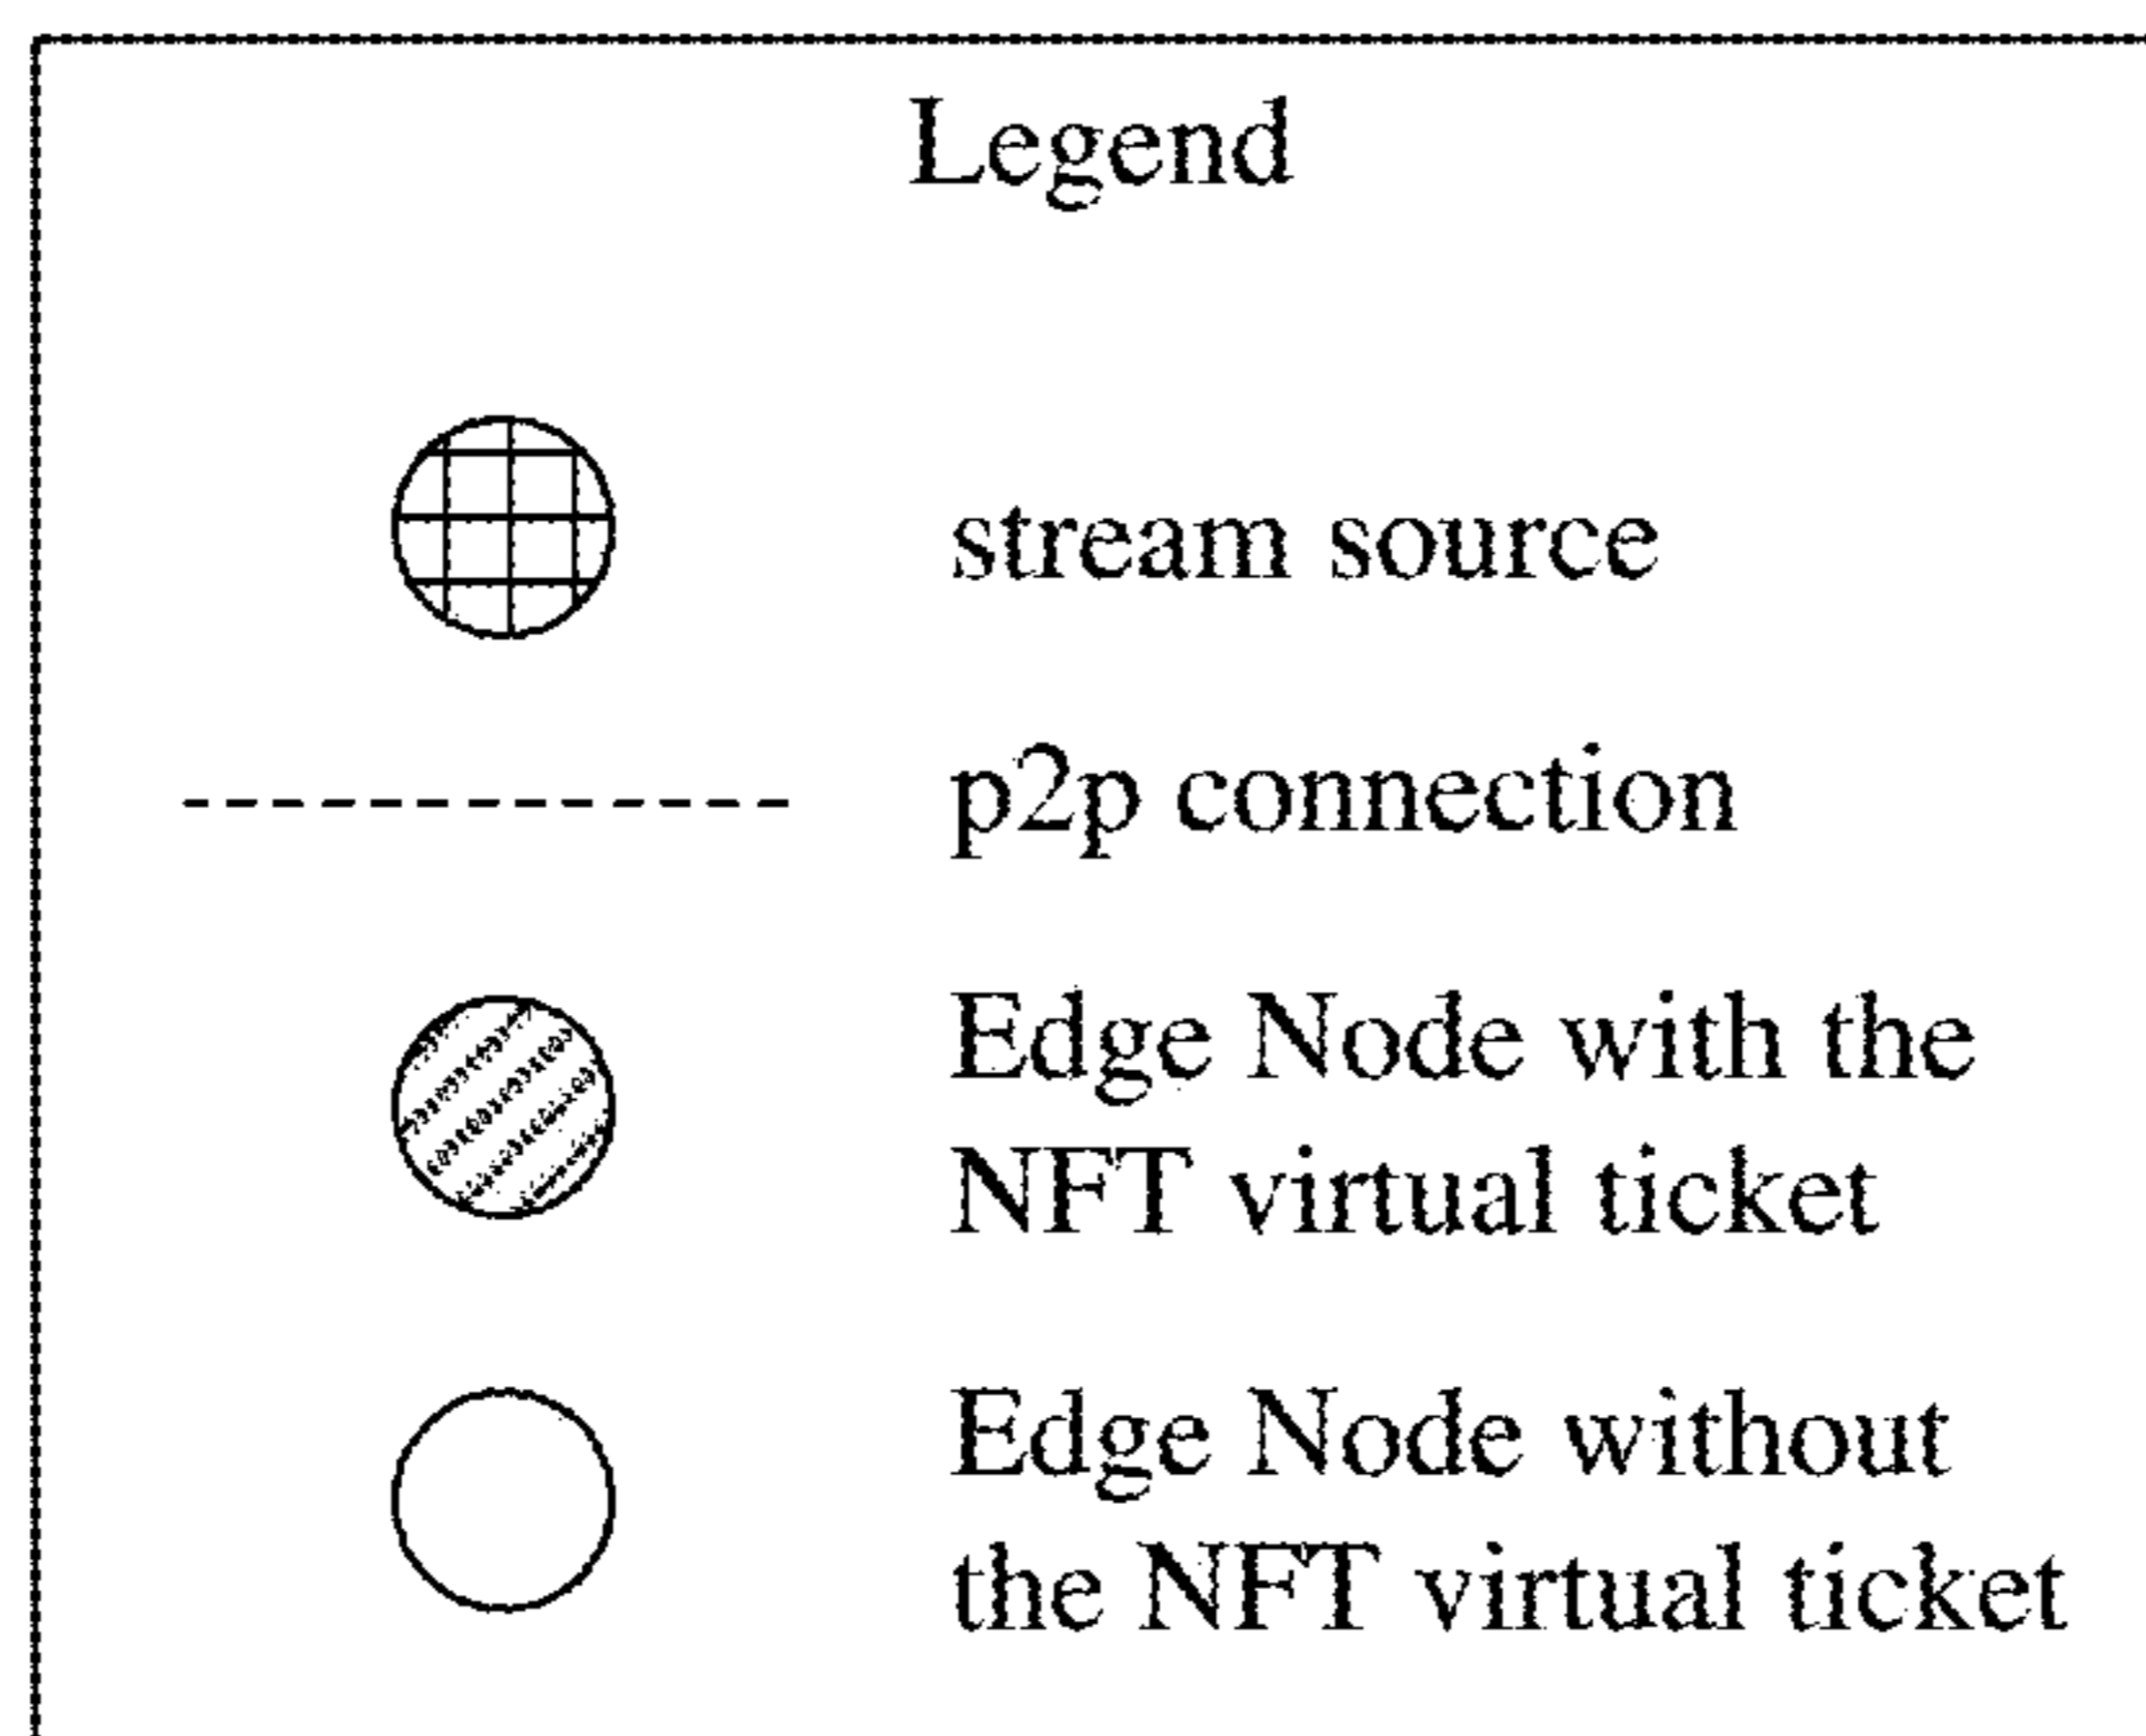 Legend
stream source
p2p connection
Edge Node with the
NFT virtual ticket
Edge Node without
the NFT virtual ticket